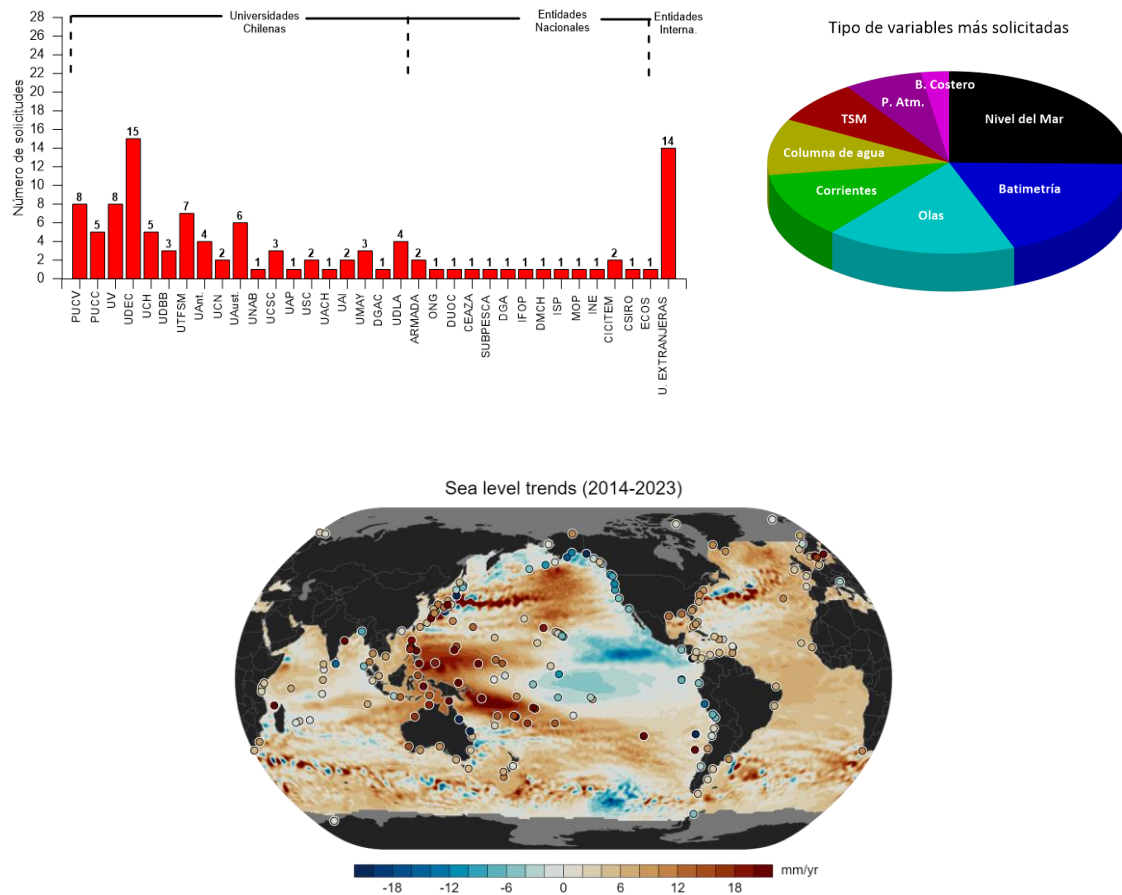 Universidades
Chilenas
Entidades
Nacionales
Entidades
Interna.
28
26
24
22
20
18
16
14
12
10
8
6
4
2
0
Número de solicitudes
8
5
8
15
5
3
7
4
2
6
1
3
1
2
1
2
3
1
4
2
1
1
1
1
1
1
1
1
1
1
2
1
1
14
PUCV
PUCC
UV
UDEC
UCH
UDBB
UTFSM
UAnt.
UCN
UAust.
UNAB
UCSC
UAP
USC
UACH
UAI
UMAY
DGAC
UDLA
ARMADA
ONG
DUOC
CEAZA
SUBPESCA
DGA
IFOP
DMCH
ISP
MOP
INE
CICITEM
CSIRO
ECOS
U. EXTRANJERAS
Tipo de variables más solicitadas
B. Costero
P. Atm.
TSM
Nivel del Mar
Columna de agua
Corrientes
Batimetría
Olas
Sea level trends (2014-2023)
mm/yr
-18 -12 -6 0 6 12 18